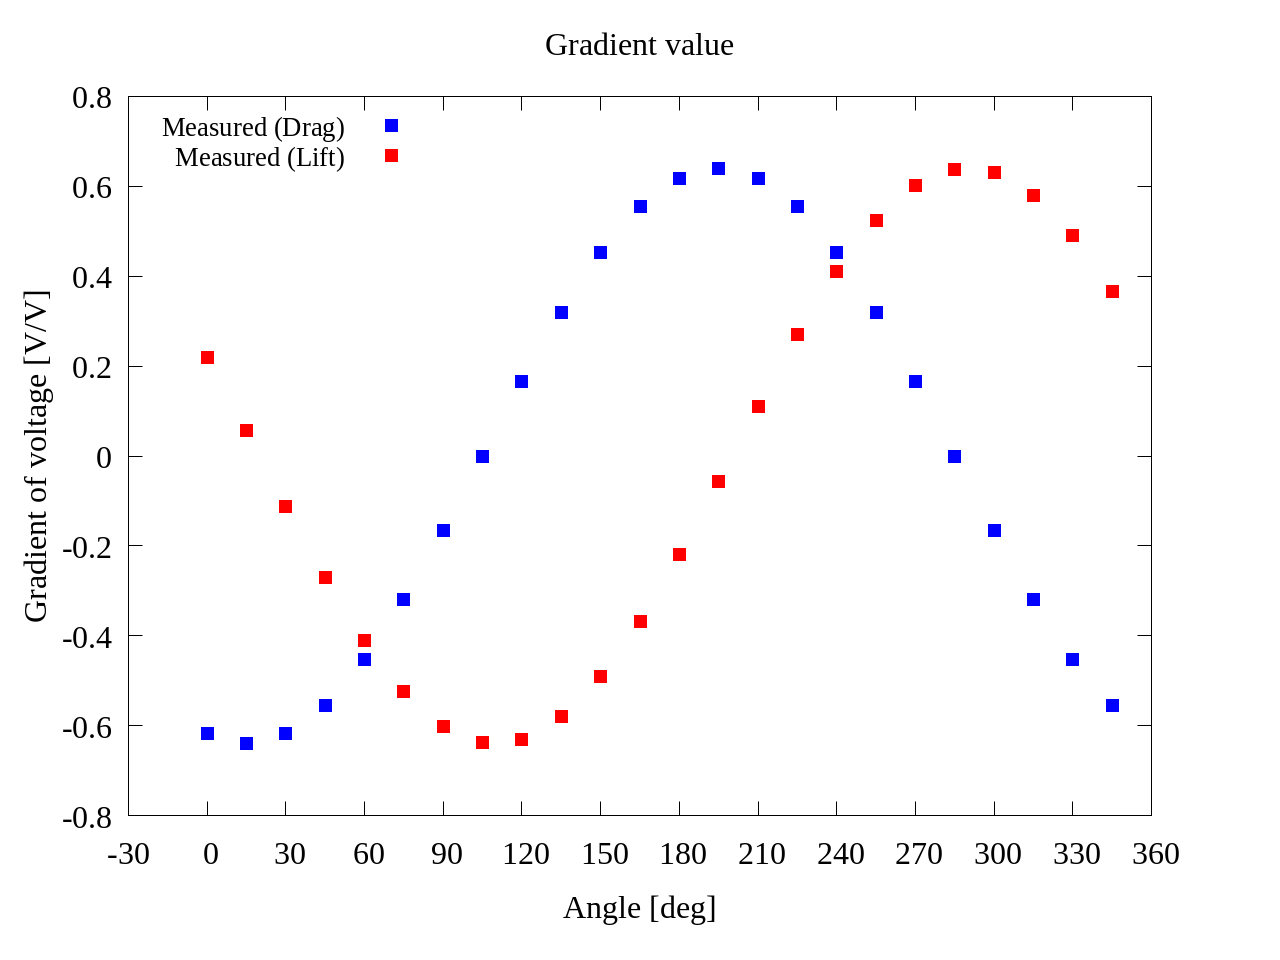 Gradient value
Measured (Drag)
Measured (Lift)
0.8
0.6
0.4
0.2
0
-0.2
-0.4
-0.6
-0.8
Gradient of voltage [V/V]
-30 0 30 60 90 120 150 180 210 240 270 300 330 360
Angle [deg]